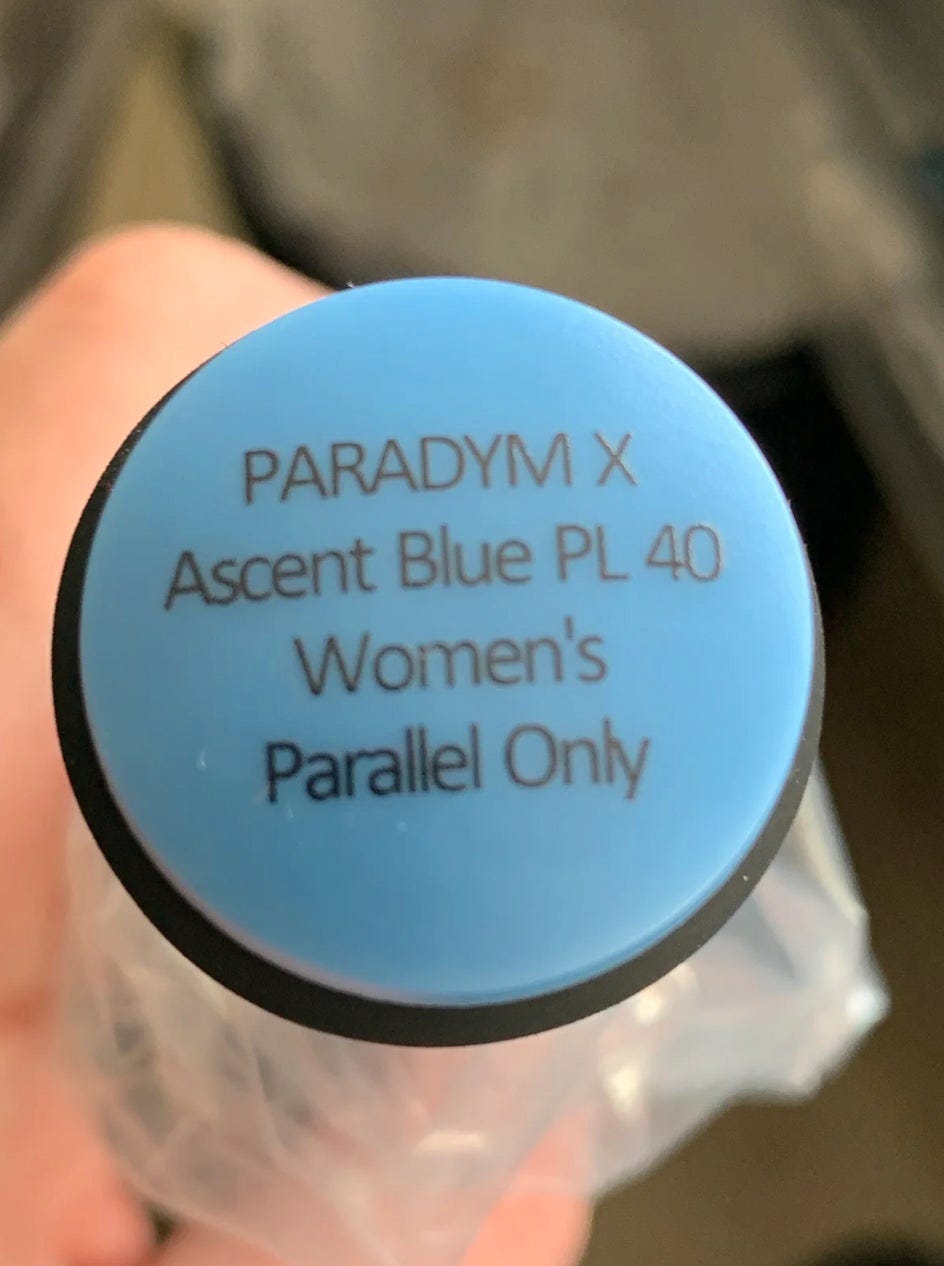 PARADYM X
Ascent Blue PL 40
Women's
Parallel Only